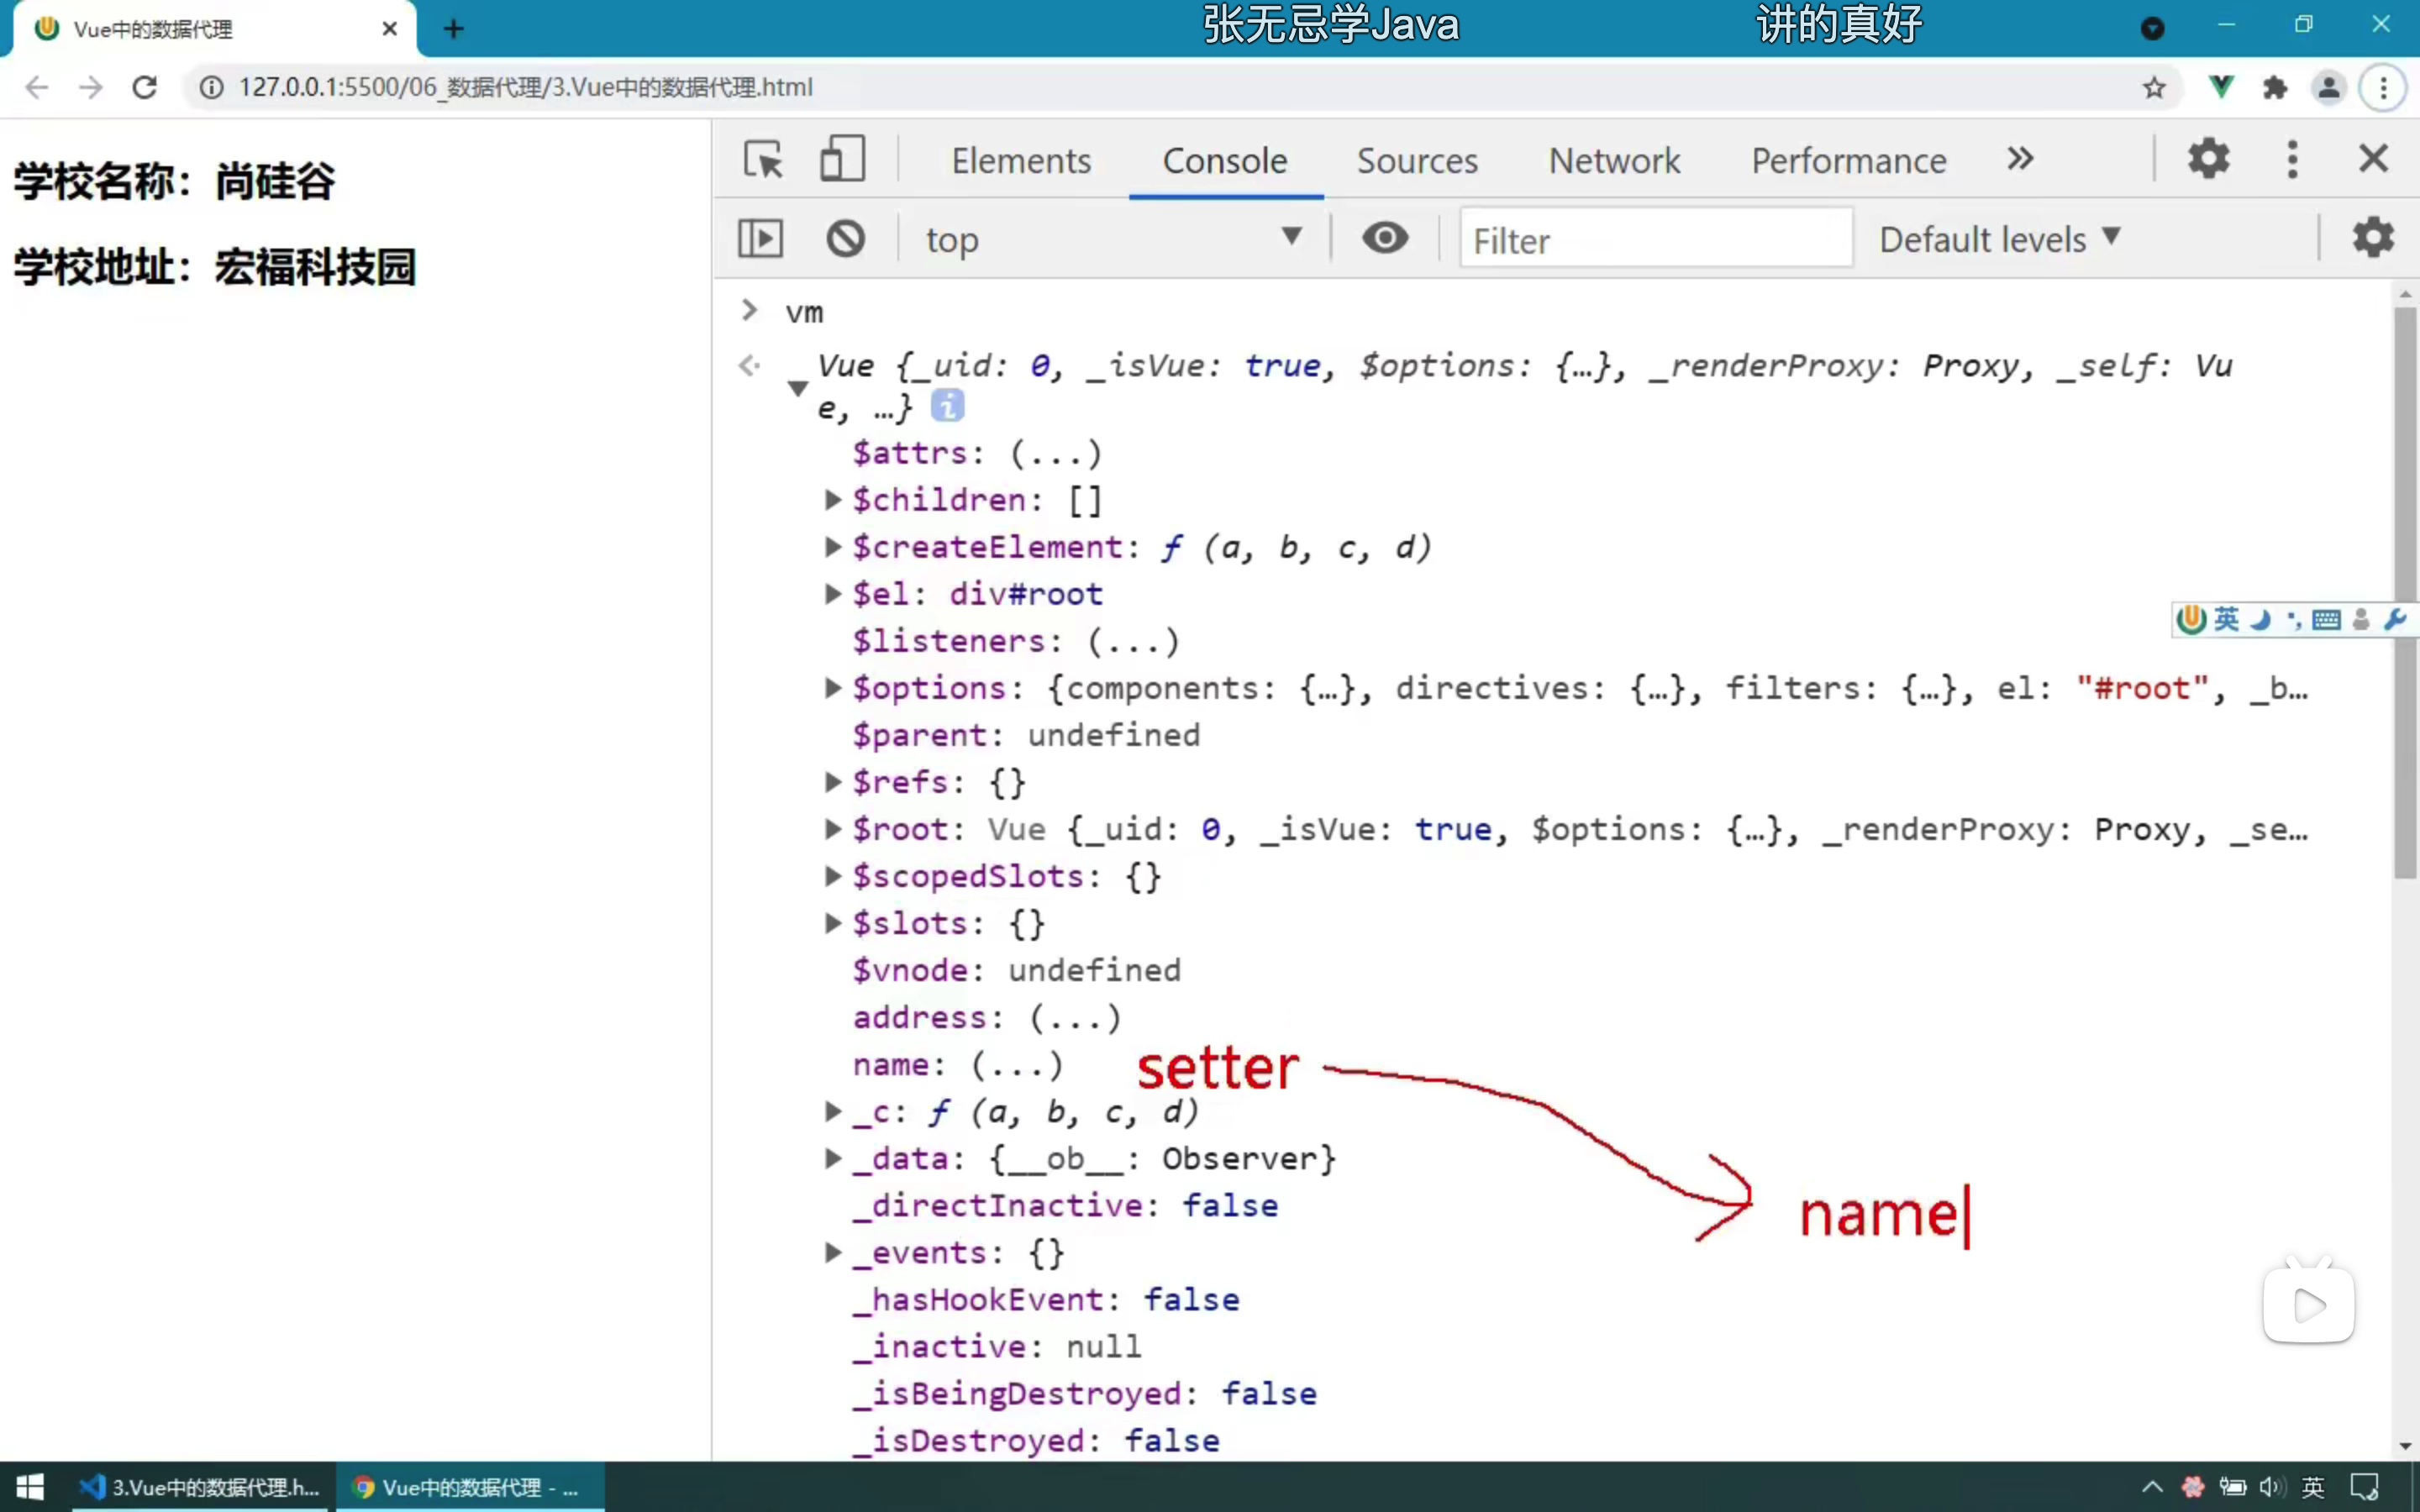 Vue中的数据代理
张无忌学Java
讲的真好
127.0.0.1:5500/06_数据代理/3.Vue中的数据代理.html
学校名称：尚硅谷
学校地址：宏福科技园
Elements Console Sources Network Performance
top Filter Default levels
vm
Vue {_uid: 0, _isVue: true, $options: {…}, _renderProxy: Proxy, _self: Vu
e, …}
$attrs: (...)
$children: []
$createElement: ƒ (a, b, c, d)
$el: div#root
$listeners: (...)
$options: {components: {…}, directives: {…}, filters: {…}, el: "#root", _b…
$parent: undefined
$refs: {}
$root: Vue {_uid: 0, _isVue: true, $options: {…}, _renderProxy: Proxy, _se…
$scopedSlots: {}
$slots: {}
$vnode: undefined
address: (...)
name: (...) setter
_c: ƒ (a, b, c, d)
_data: {__ob__: Observer}
_directInactive: false
name
_events: {}
_hasHookEvent: false
_inactive: null
_isBeingDestroyed: false
_isDestroyed: false
英
3.Vue中的数据代理.h...
Vue中的数据代理 - ...
英